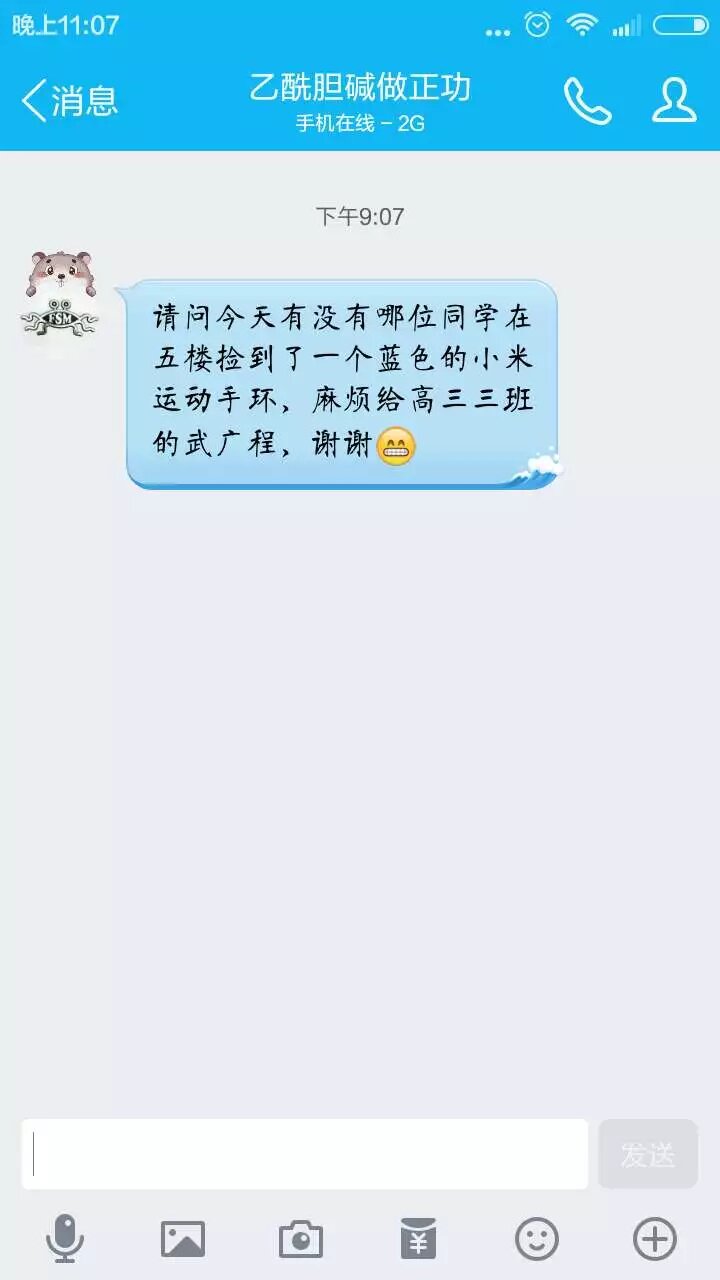 晚上11:07
消息
乙酰胆碱做正功
手机在线 - 2G
下午9:07
FSM
请问今天有没有哪位同学在
五楼捡到了一个蓝色的小米
运动手环，麻烦给高三三班
的武广程，谢谢😁
发送